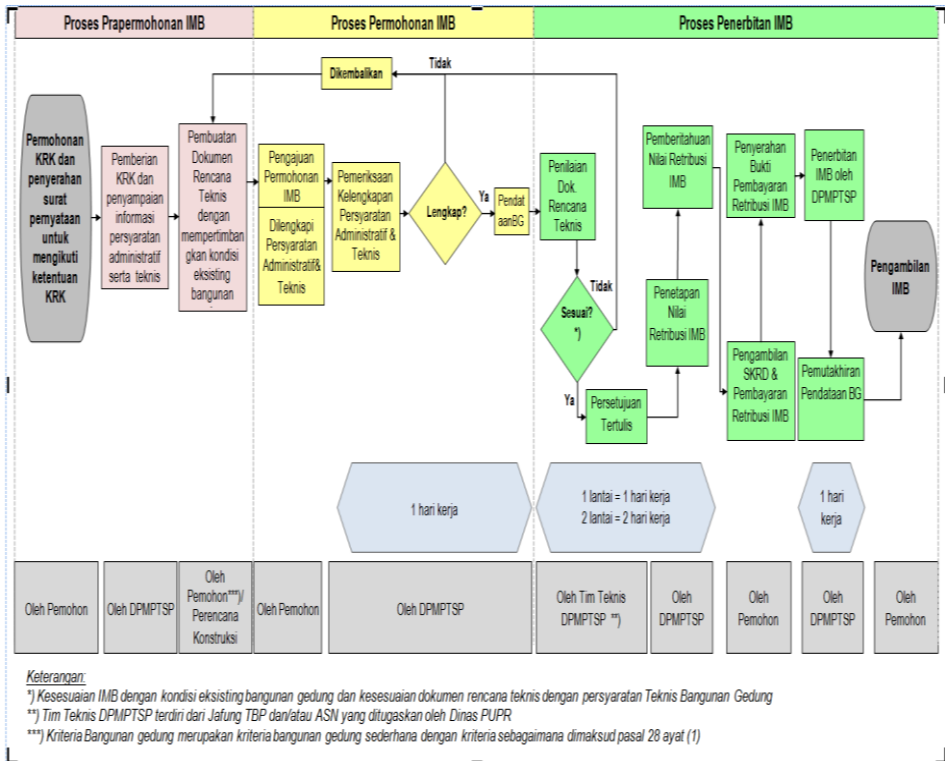 Proses Prapermohonan IMB
Proses Permohonan IMB
Proses Penerbitan IMB
Permohonan
KRK dan
penyerahan
surat
pernyataan
untuk
mengikuti
ketentuan
KRK
Pemberian
KRK dan
penyampaian
informasi
persyaratan
administratif
serta teknis
Pembuatan
Dokumen
Rencana
Teknis
dengan
mempertimban
gkan kondisi
eksisting
bangunan
Dikembalikan
Tidak
Pengajuan
Permohonan
IMB
Dilengkapi
Persyaratan
Administratif&
Teknis
Pemeriksaan
Kelengkapan
Persyaratan
Administratif &
Teknis
Lengkap?
Ya
Pendat
aanBG
Penilaian
Dok.
Rencana
Teknis
Tidak
Sesuai?
*)
Ya
Persetujuan
Tertulis
Pemberitahuan
Nilai Retribusi
IMB
Penetapan
Nilai
Retribusi IMB
Penyerahan
Bukti
Pembayaran
Retribusi IMB
Pengambilan
SKRD &
Pembayaran
Retribusi IMB
Penerbitan
IMB oleh
DPMPTSP
Pemutakhiran
Pendataan BG
Pengambilan
IMB
1 hari kerja
1 lantai = 1 hari kerja
2 lantai = 2 hari kerja
1 hari
kerja
Oleh Pemohon
Oleh DPMPTSP
Oleh
Pemohon***)/
Perencana
Konstruksi
Oleh Pemohon
Oleh DPMPTSP
Oleh Tim Teknis
DPMPTSP **)
Oleh
DPMPTSP
Oleh
Pemohon
Oleh
DPMPTSP
Oleh
Pemohon
Keterangan:
*) Kesesuaian IMB dengan kondisi eksisting bangunan gedung dan kesesuaian dokumen rencana teknis dengan persyaratan Teknis Bangunan Gedung
**) Tim Teknis DPMPTSP terdiri dari Jafung TBP dan/atau ASN yang ditugaskan oleh Dinas PUPR
***) Kriteria Bangunan gedung merupakan kriteria bangunan gedung sederhana dengan kriteria sebagaimana dimaksud pasal 28 ayat (1)